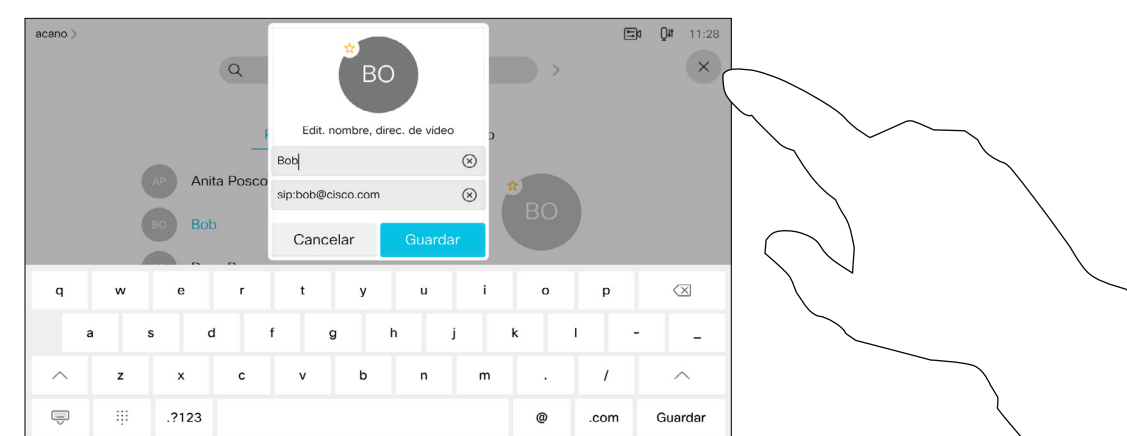 acano >
11:28
BO
Edit. nombre, direc. de vídeo
Bob
sip:bob@cisco.com
Cancelar Guardar
AP Anita Posco
BO Bob
BO
q w e r t y u i o p
a s d f g h j k l - _
z x c v b n m . /
.?123 @ .com Guardar